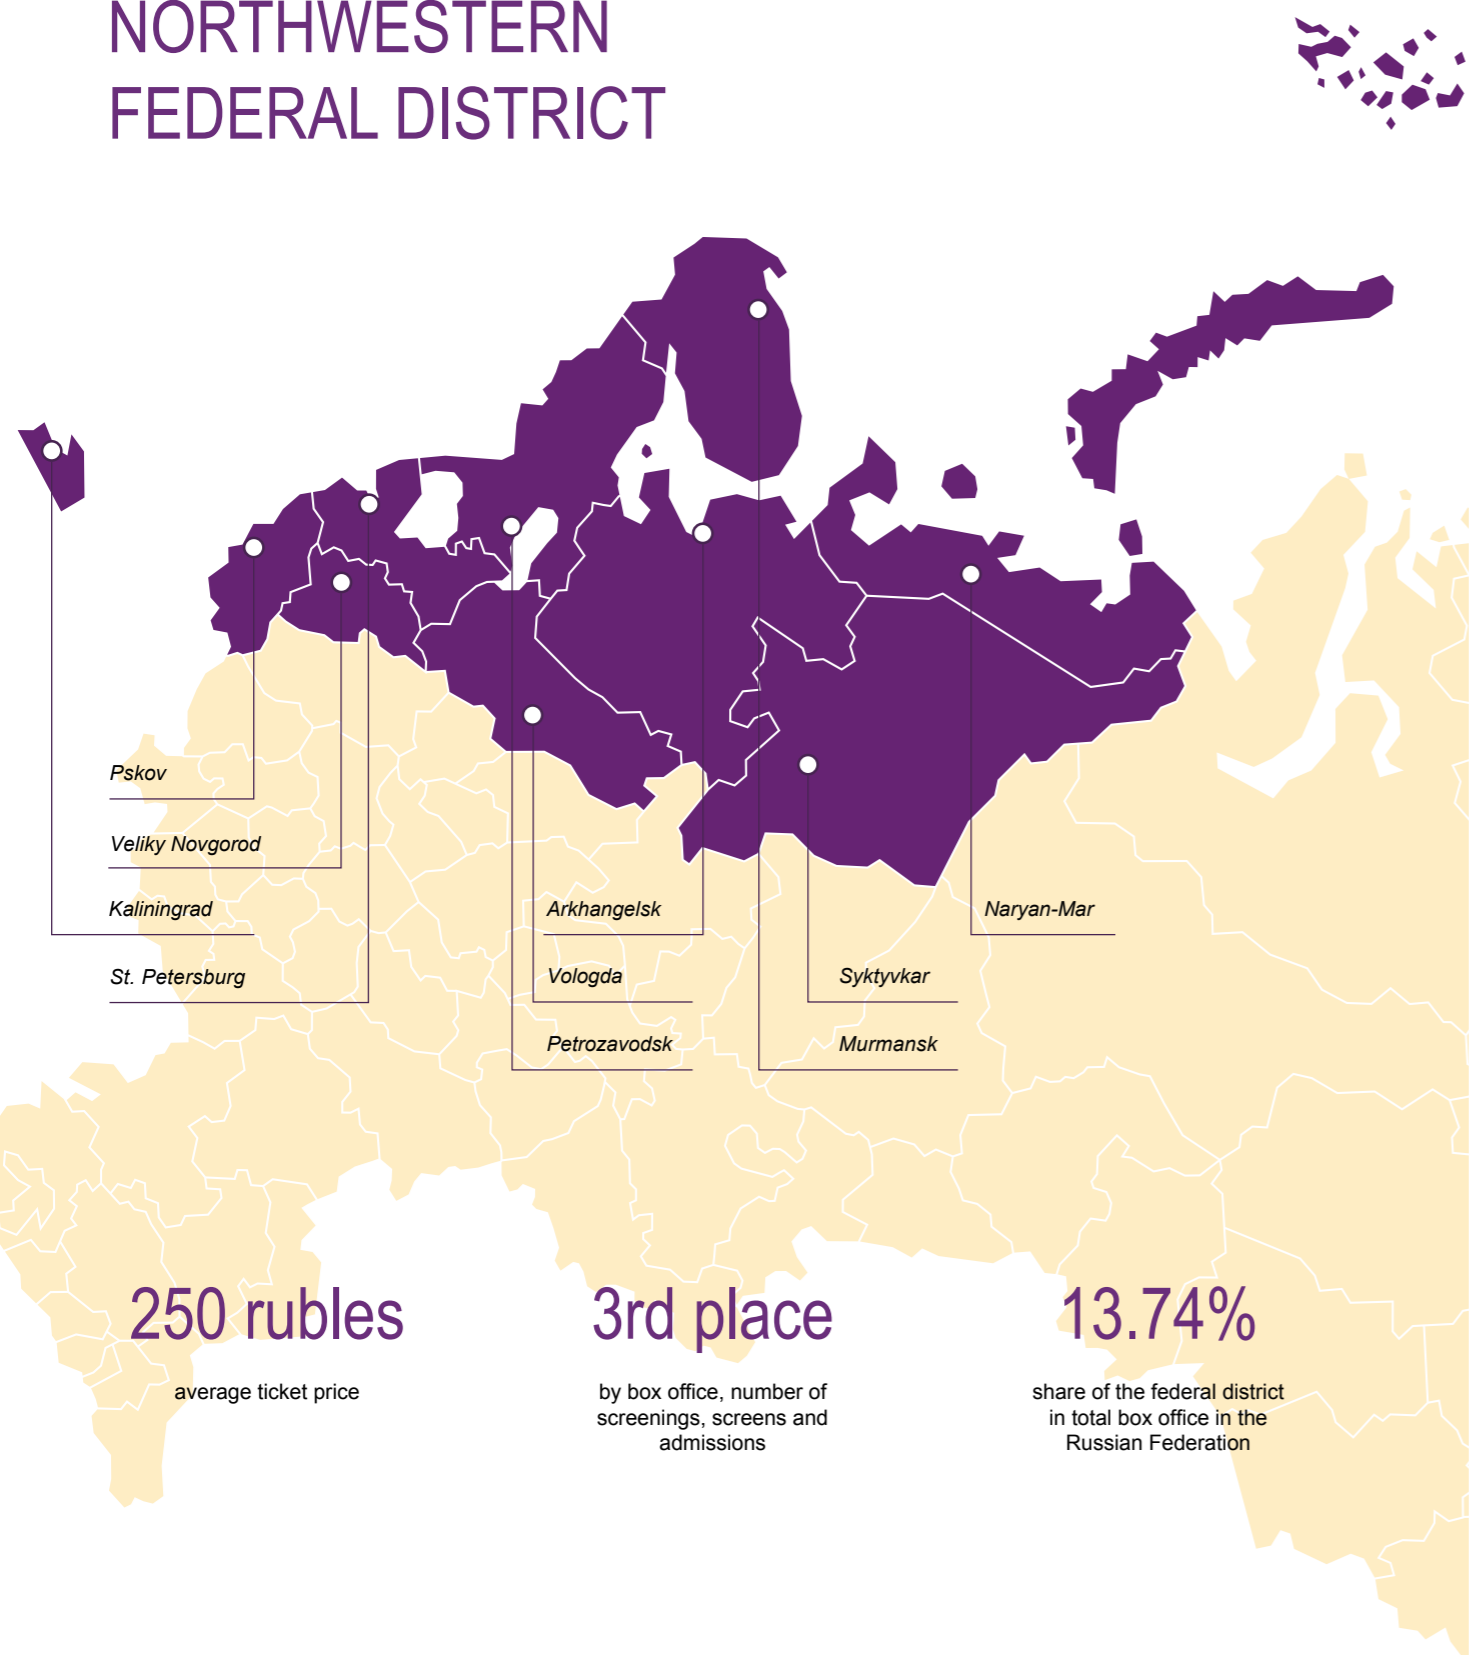 NORTHWESTERN
FEDERAL DISTRICT
Pskov
Veliky Novgorod
Kaliningrad
St. Petersburg
Arkhangelsk
Vologda
Petrozavodsk
Naryan-Mar
Syktyvkar
Murmansk
250 rubles
average ticket price
3rd place
by box office, number of
screenings, screens and
admissions
13.74%
share of the federal district
in total box office in the
Russian Federation